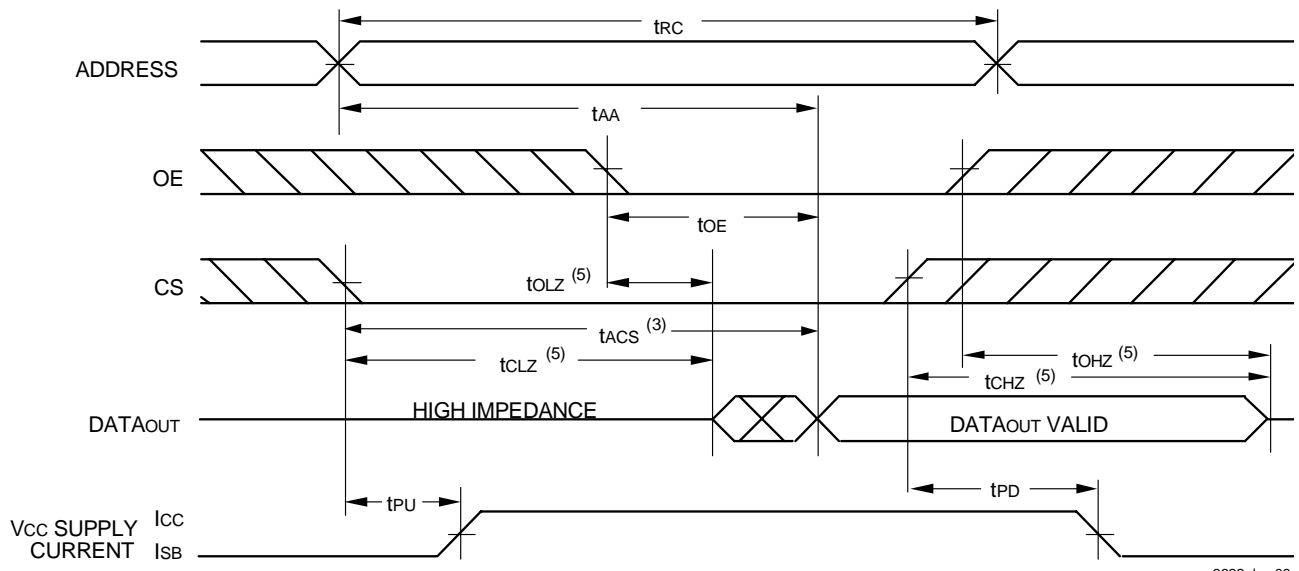 tRC
ADDRESS
tAA
OE
tOE
CS
tOLZ (5)
tACS (3)
tCLZ (5)
tOHZ (5)
tCHZ (5)
DATAOUT
HIGH IMPEDANCE
DATAOUT VALID
tPU
tPD
VCC SUPPLY ICC
CURRENT ISB